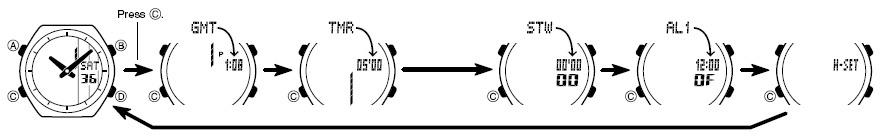 Press Ⓒ.
GMT
TMR
STW
AL1
Ⓐ
Ⓑ
SAT
36
P 1:08
05'00
00'00
00
12:00
OF
H-SET
Ⓒ
Ⓓ
Ⓒ
Ⓒ
Ⓒ
Ⓒ
Ⓒ